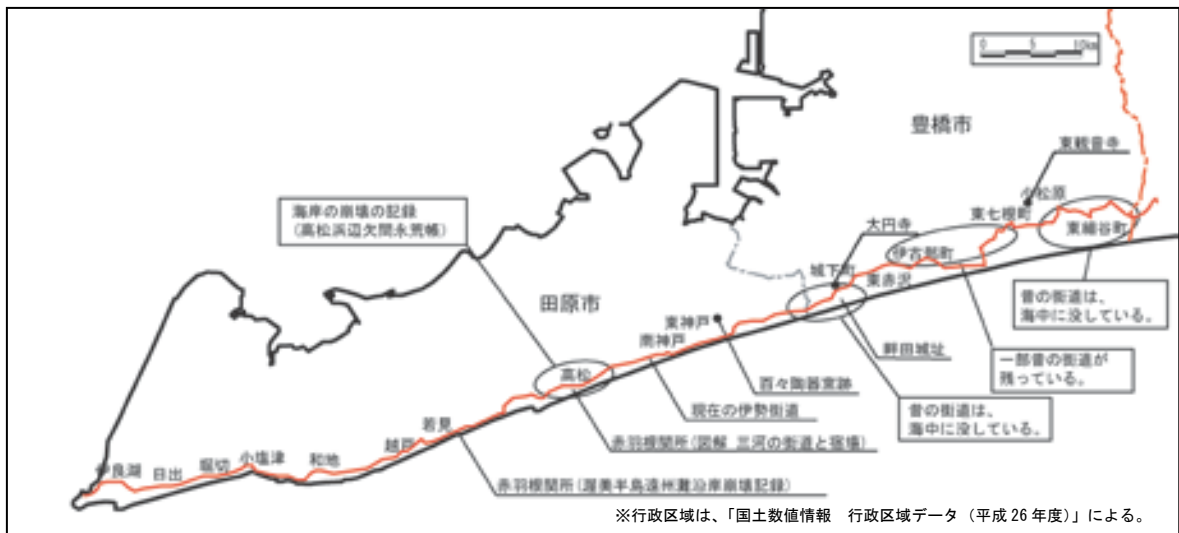 0 5 10km
豊橋市
東観音寺
小松原
東七根町
東細谷町
海岸の崩壊の記録
(高松浜辺欠間永荒帳)
大円寺
伊古部町
城下町
東赤沢
昔の街道は、
海中に没している。
田原市
東神戸
南神戸
畔田城址
一部昔の街道が
残っている。
高松
百々陶器窯跡
現在の伊勢街道
昔の街道は、
海中に没している。
若見
赤羽根関所(図解 三河の街道と宿場)
越戸
伊良湖
日出
堀切
小塩津
和地
赤羽根関所(渥美半島遠州灘沿岸崩壊記録)
※行政区域は、「国土数値情報 行政区域データ(平成26年度)」による。